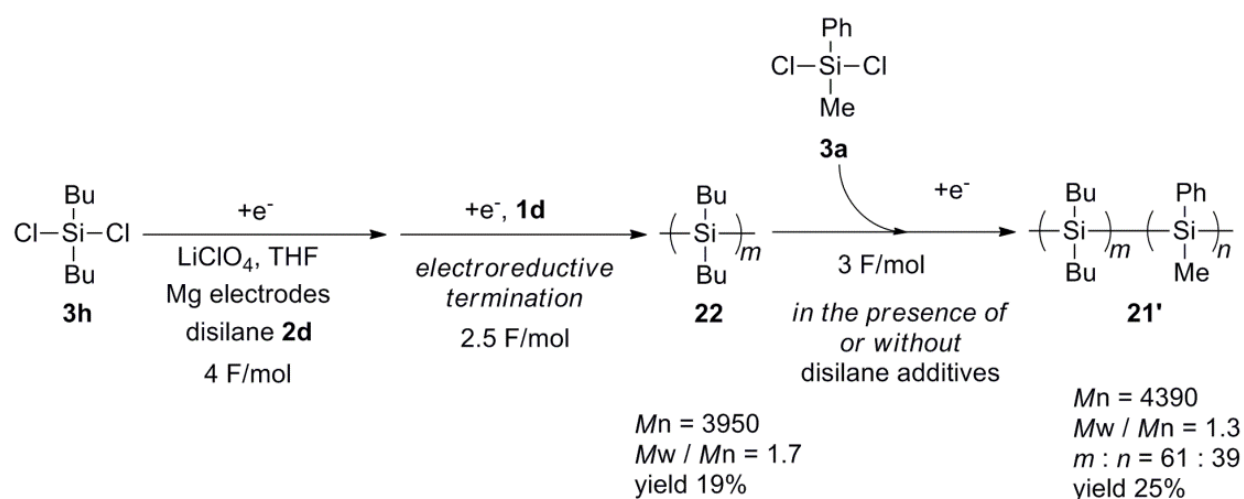 Ph
Cl—Si—Cl
Me
3a
Bu
Cl—Si—Cl
Bu
3h
+e-
LiClO4, THF
Mg electrodes
disilane 2d
4 F/mol
+e-, 1d
electroreductive
termination
2.5 F/mol
Bu
( Si )m
Bu
22
+e-
3 F/mol
in the presence of
or without
disilane additives
Bu Ph
( Si )m ( Si )n
Bu Me
21'
Mn = 3950
Mw / Mn = 1.7
yield 19%
Mn = 4390
Mw / Mn = 1.3
m : n = 61 : 39
yield 25%